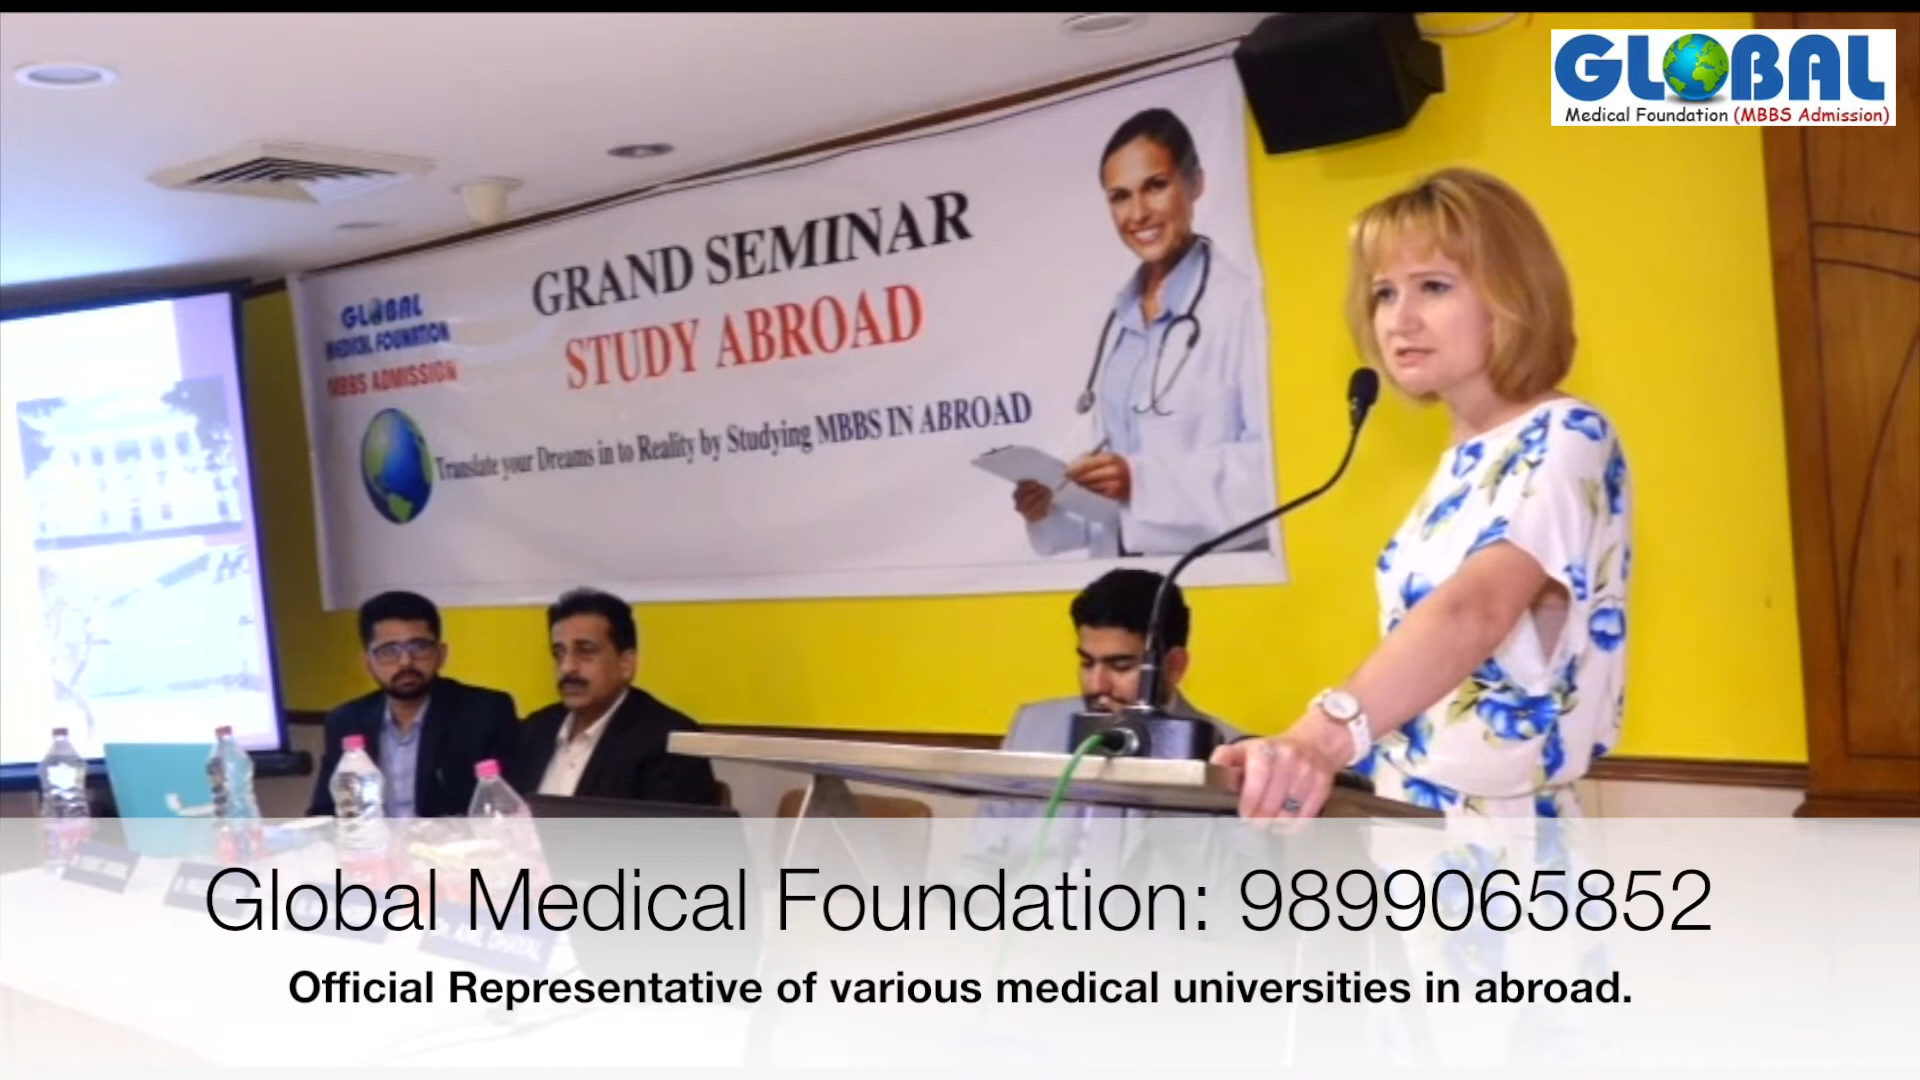 GLOBAL
Medical Foundation (MBBS Admission)
GRAND SEMINAR
STUDY ABROAD
GLOBAL
MEDICAL FOUNATION
MBBS ADMISSION
Translate your Dreams in to Reality by Studying MBBS IN ABROAD
Global Medical Foundation: 9899065852
Official Representative of various medical universities in abroad.